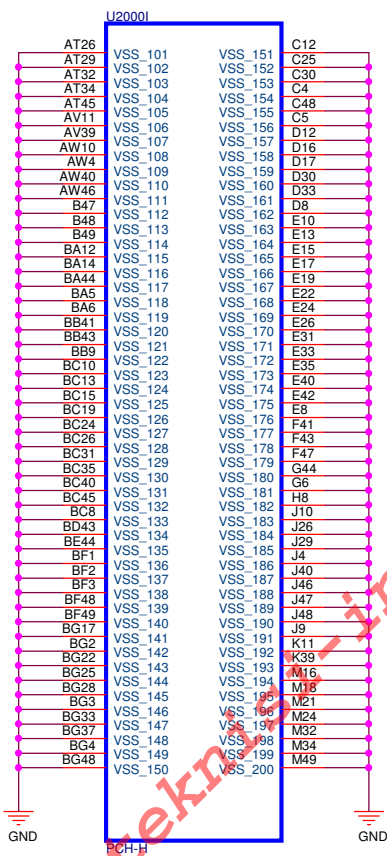 U2000I
AT26 VSS_101 VSS_151 C12
AT29 VSS_102 VSS_152 C25
AT32 VSS_103 VSS_153 C30
AT34 VSS_104 VSS_154 C4
AT45 VSS_105 VSS_155 C48
AV11 VSS_106 VSS_156 C5
AV39 VSS_107 VSS_157 D12
AW10 VSS_108 VSS_158 D16
AW4 VSS_109 VSS_159 D17
AW40 VSS_110 VSS_160 D30
AW46 VSS_111 VSS_161 D33
B47 VSS_112 VSS_162 D8
B48 VSS_113 VSS_163 E10
B49 VSS_114 VSS_164 E13
BA12 VSS_115 VSS_165 E15
BA14 VSS_116 VSS_166 E17
BA44 VSS_117 VSS_167 E19
BA5 VSS_118 VSS_168 E22
BA6 VSS_119 VSS_169 E24
BB41 VSS_120 VSS_170 E26
BB43 VSS_121 VSS_171 E31
BB9 VSS_122 VSS_172 E33
BC10 VSS_123 VSS_173 E35
BC13 VSS_124 VSS_174 E40
BC15 VSS_125 VSS_175 E42
BC19 VSS_126 VSS_176 E8
BC24 VSS_127 VSS_177 F41
BC26 VSS_128 VSS_178 F43
BC31 VSS_129 VSS_179 F47
BC35 VSS_130 VSS_180 G44
BC40 VSS_131 VSS_181 G6
BC45 VSS_132 VSS_182 H8
BC8 VSS_133 VSS_183 J10
BD43 VSS_134 VSS_184 J26
BE44 VSS_135 VSS_185 J29
BF1 VSS_136 VSS_186 J4
BF2 VSS_137 VSS_187 J40
BF3 VSS_138 VSS_188 J46
BF48 VSS_139 VSS_189 J47
BF49 VSS_140 VSS_190 J48
BG17 VSS_141 VSS_191 J9
BG2 VSS_142 VSS_192 K11
BG22 VSS_143 VSS_193 K39
BG25 VSS_144 VSS_194 M16
BG28 VSS_145 VSS_195 M18
BG3 VSS_146 VSS_196 M21
BG33 VSS_147 VSS_197 M24
BG37 VSS_148 VSS_198 M32
BG4 VSS_149 VSS_199 M34
BG48 VSS_150 VSS_200 M49
GND GND
PCH-H
eknisi-in